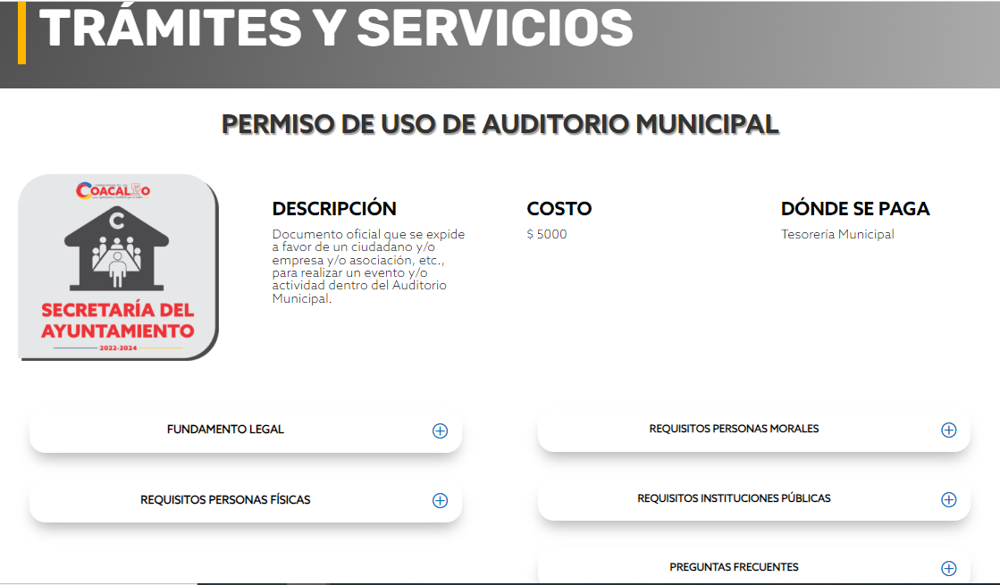 TRÁMITES Y SERVICIOS
PERMISO DE USO DE AUDITORIO MUNICIPAL
COACALCO
C
SECRETARÍA DEL
AYUNTAMIENTO
2022-2024
DESCRIPCIÓN
Documento oficial que se expide
a favor de un ciudadano y/o
empresa y/o asociación, etc.,
para realizar un evento y/o
actividad dentro del Auditorio
Municipal.
COSTO
$ 5000
DÓNDE SE PAGA
Tesorería Municipal
FUNDAMENTO LEGAL
REQUISITOS PERSONAS FÍSICAS
REQUISITOS PERSONAS MORALES
REQUISITOS INSTITUCIONES PÚBLICAS
PREGUNTAS FRECUENTES